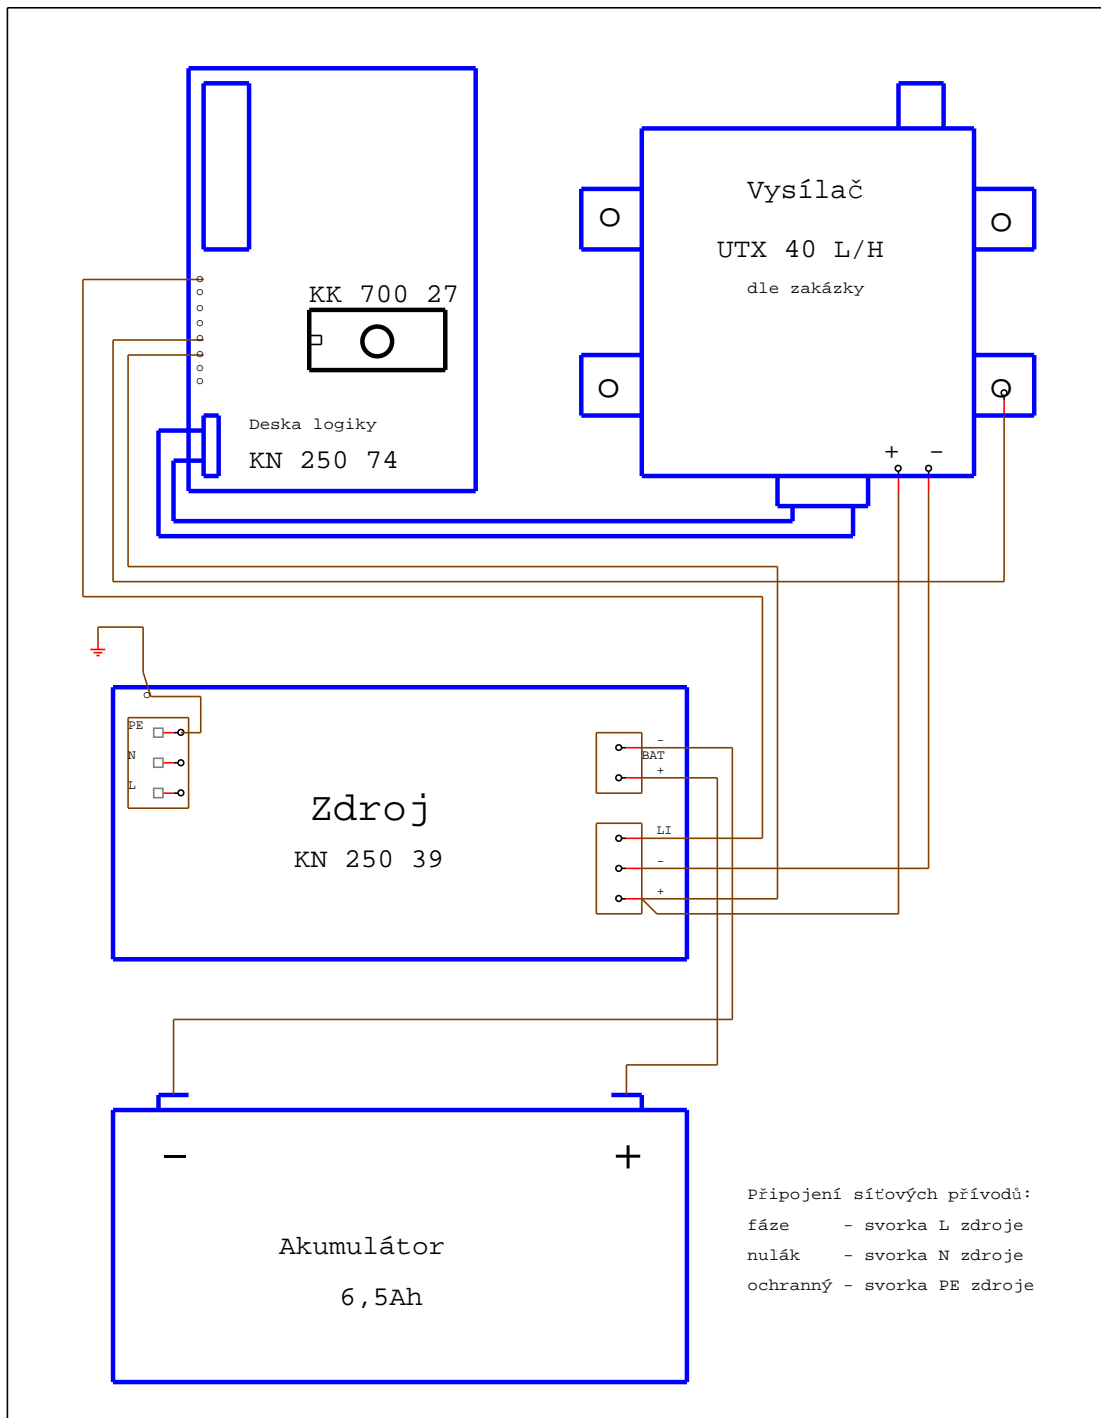 Vysílač
UTX 40 L/H
dle zakázky
+ -
KK 700 27
Deska logiky
KN 250 74
PE
N
L
Zdroj
KN 250 39
-
BAT
+
LI
-
+
- +
Akumulátor
6,5Ah
Připojení síťových přívodů:
fáze - svorka L zdroje
nulák - svorka N zdroje
ochranný - svorka PE zdroje